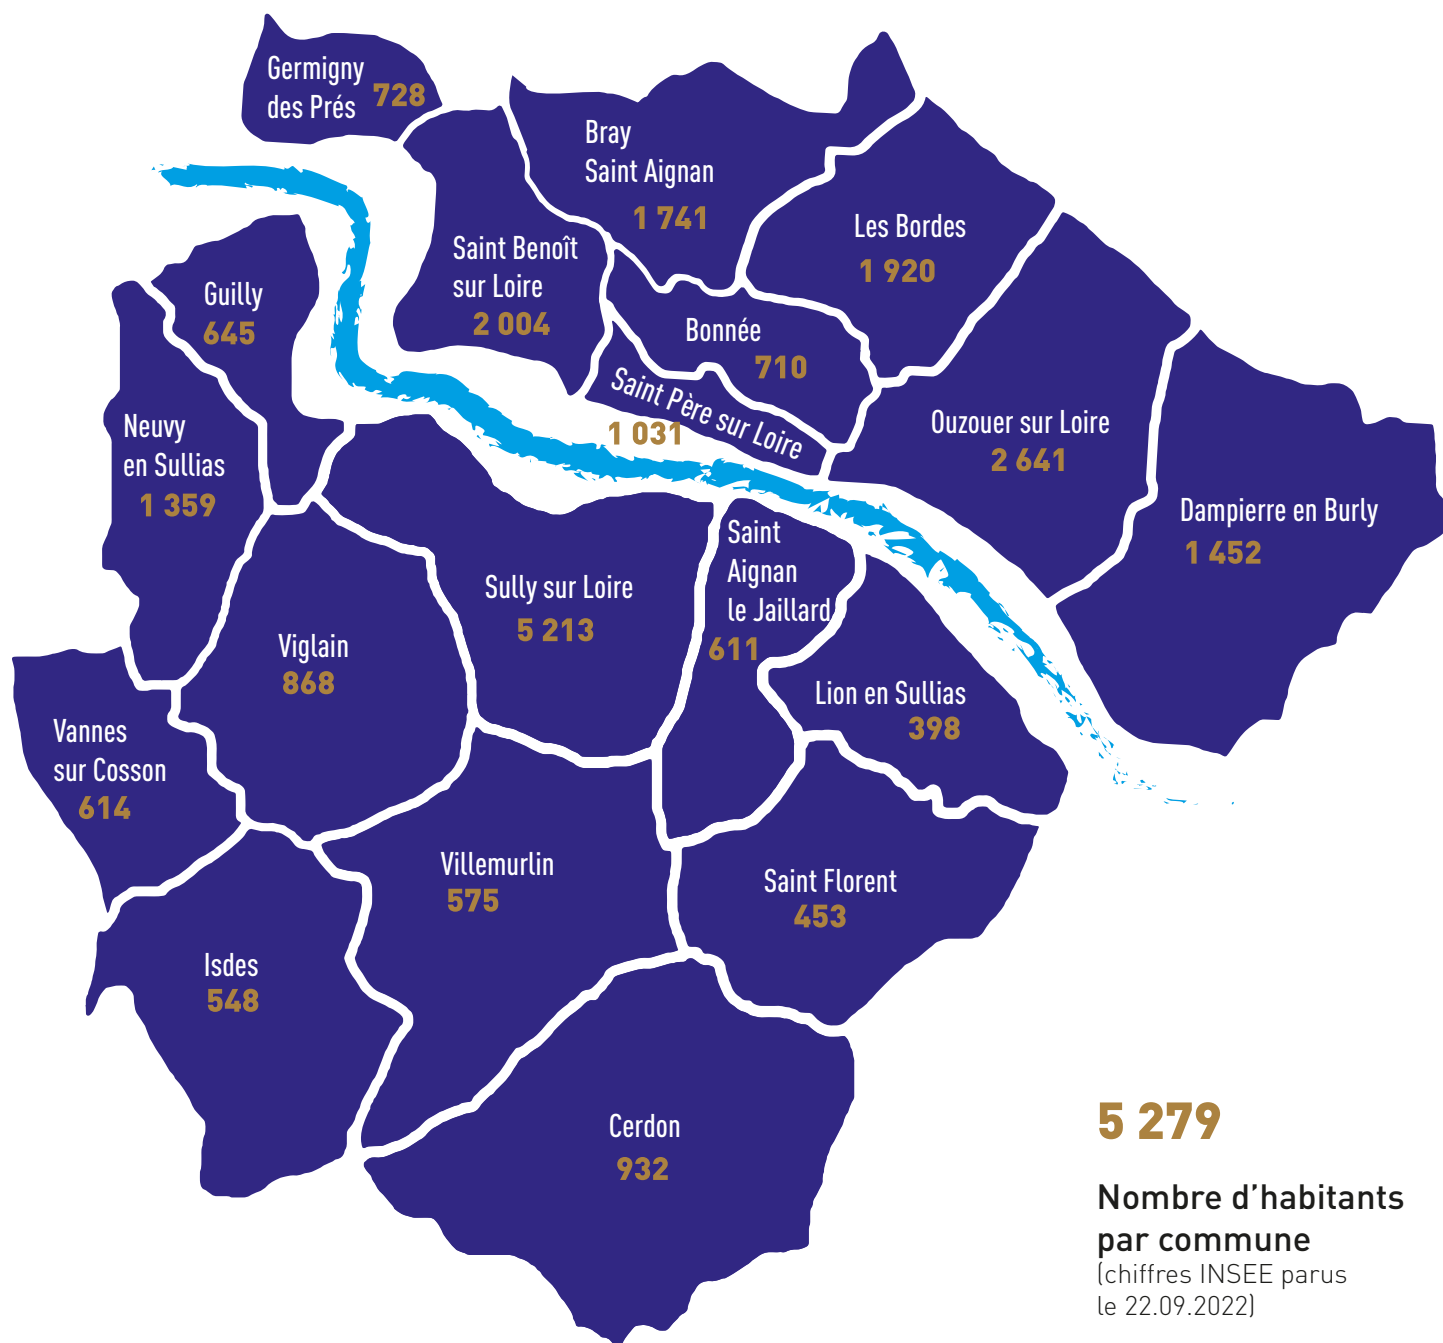 Germigny
des Prés
728
Bray
Saint Aignan
1 741
Les Bordes
1 920
Saint Benoît
sur Loire
2 004
Guilly
645
Bonnée
710
Saint Père sur Loire
1 031
Neuvy
en Sullias
1 359
Ouzouer sur Loire
2 641
Dampierre en Burly
1 452
Saint
Aignan
le Jaillard
611
Sully sur Loire
5 213
Viglain
868
Lion en Sullias
398
Vannes
sur Cosson
614
Villemurlin
575
Saint Florent
453
Isdes
548
Cerdon
932
5 279
Nombre d'habitants
par commune
(chiffres INSEE parus
le 22.09.2022)